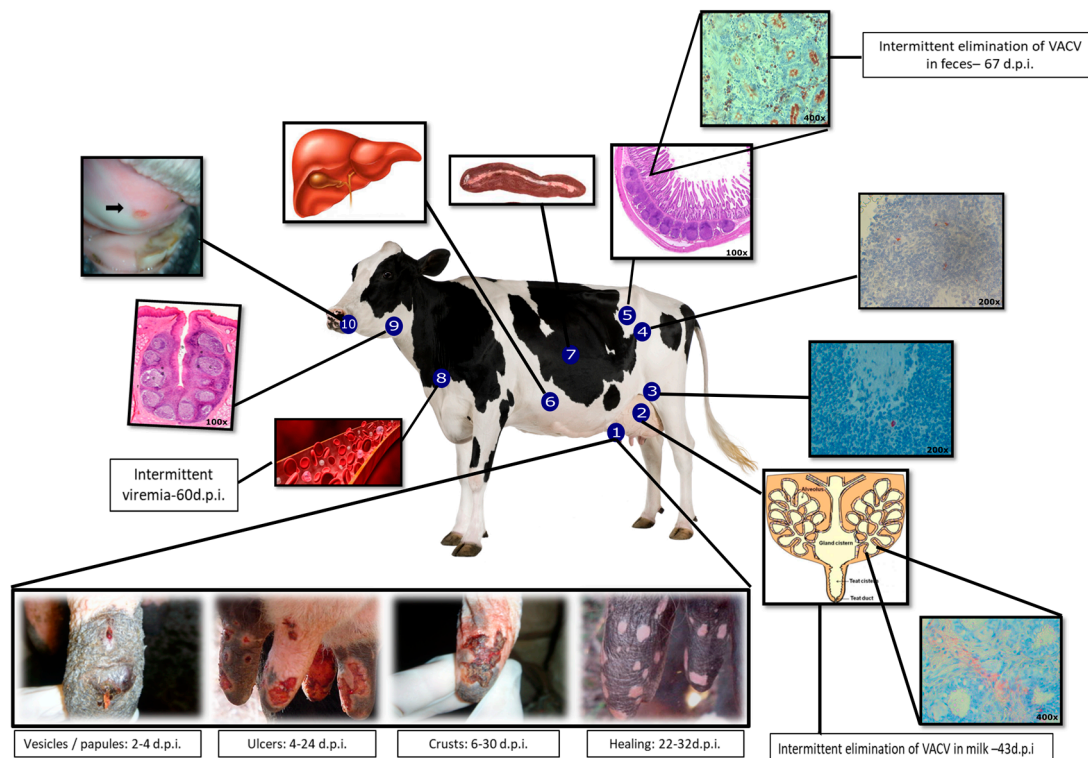 Intermittent elimination of VACV
in feces– 67 d.p.i.
400x
100x
200x
10
9
5
4
7
8
6
3
2
1
100x
200x
Intermittent
viremia-60d.p.i.
Alveolus
Gland cistern
Teat cistern
Teat duct
400x
Vesicles / papules: 2-4 d.p.i.
Ulcers: 4-24 d.p.i.
Crusts: 6-30 d.p.i.
Healing: 22-32d.p.i.
Intermittent elimination of VACV in milk –43d.p.i